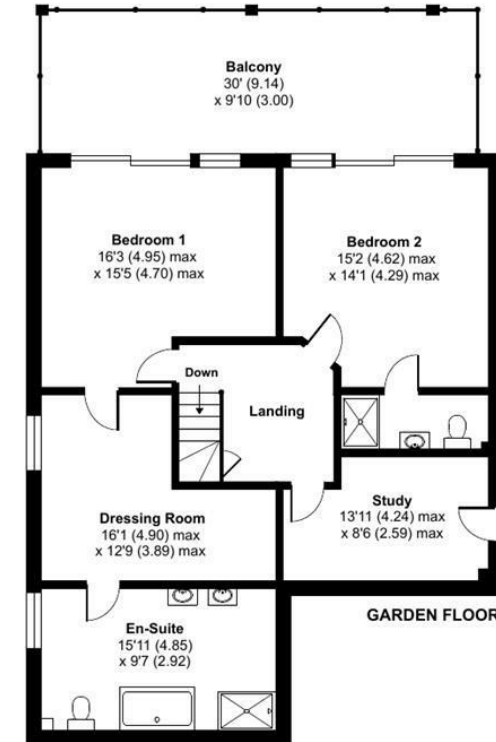 Balcony
30' (9.14)
x 9'10 (3.00)
Bedroom 1
16'3 (4.95) max
x 15'5 (4.70) max
Bedroom 2
15'2 (4.62) max
x 14'1 (4.29) max
Down
Landing
Study
13'11 (4.24) max
x 8'6 (2.59) max
Dressing Room
16'1 (4.90) max
x 12'9 (3.89) max
GARDEN FLOOR
En-Suite
15'11 (4.85)
x 9'7 (2.92)